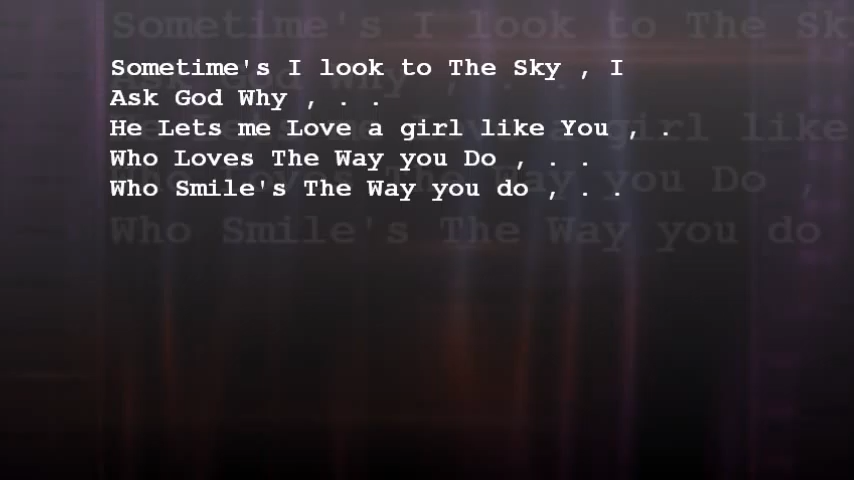 Sometime's I look to The Sky , I
Ask God Why , . .
He Lets me Love a girl like You , .
Who Loves The Way you Do , . .
Who Smile's The Way you do , . .